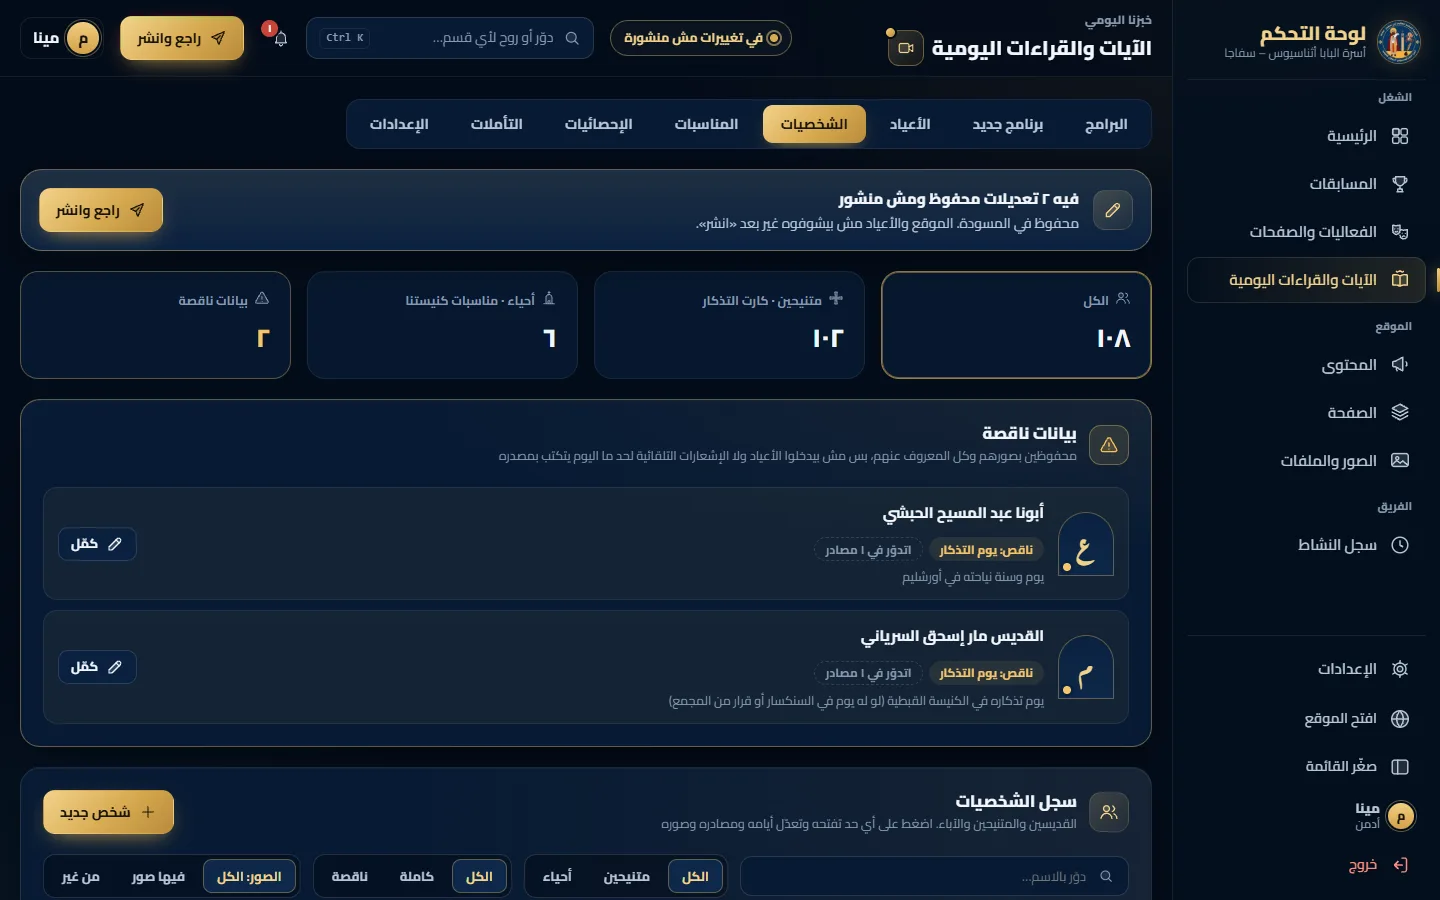 لوحة التحكم
أسرة البابا أثناسيوس – سفاجا
الشغل
الرئيسية
المسابقات
الفعاليات والصفحات
الآيات والقراءات اليومية
الموقع
المحتوى
الصفحة
الصور والملفات
الفريق
سجل النشاط
الإعدادات
افتح الموقع
صغّر القائمة
م
مينا
أدمن
خروج
خبزنا اليومي
الآيات والقراءات اليومية
في تغييرات مش منشورة
دوّر أو روح لأي قسم...
Ctrl K
١
راجع وانشر
م
مينا
البرامج
برنامج جديد
الأعياد
الشخصيات
المناسبات
الإحصائيات
التأملات
الإعدادات
فيه ٢ تعديلات محفوظ ومش منشور
محفوظ في المسودة. الموقع والأعياد مش بيشوفوه غير بعد «انشر».
راجع وانشر
الكل
١٠٨
متنيحين · كارت التذكار
١٠٢
أحياء · مناسبات كنيستنا
٦
بيانات ناقصة
٢
بيانات ناقصة
محفوظين بصورهم وكل المعروف عنهم، بس مش بيدخلوا الأعياد ولا الإشعارات التلقائية لحد ما اليوم يتكتب بمصدره
ع
أبونا عبد المسيح الحبشي
ناقص: يوم التذكار
اتدوّر في ١ مصادر
يوم وسنة نياحته في أورشليم
كمّل
م
القديس مار إسحق السرياني
ناقص: يوم التذكار
اتدوّر في ١ مصادر
يوم تذكاره في الكنيسة القبطية (لو له يوم في السنكسار أو قرار من المجمع)
كمّل
سجل الشخصيات
القديسين والمتنيحين والآباء. اضغط على أي حد تفتحه وتعدّل أيامه ومصادره وصوره
شخص جديد
دوّر بالاسم...
الكل
متنيحين
أحياء
الكل
كاملة
ناقصة
الصور: الكل
فيها صور
من غير